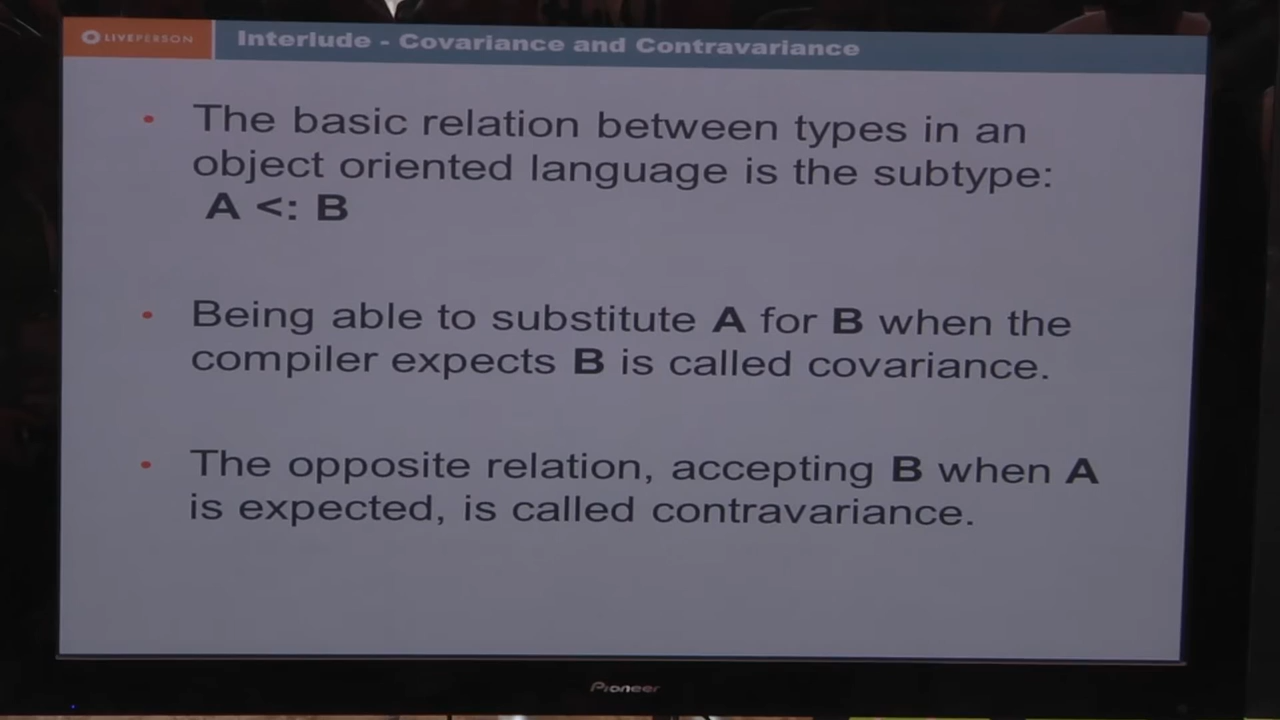 LIVEPERSON
Interlude - Covariance and Contravariance
• The basic relation between types in an
object oriented language is the subtype:
A <: B
• Being able to substitute A for B when the
compiler expects B is called covariance.
• The opposite relation, accepting B when A
is expected, is called contravariance.
Pioneer